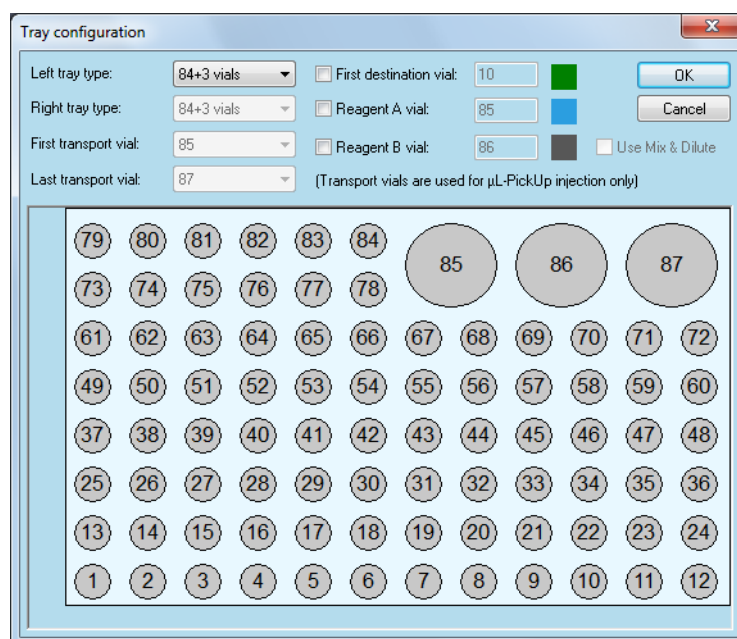 Tray configuration
Left tray type: 84+3 vials First destination vial: 10 OK
Right tray type: 84+3 vials Reagent A vial: 85 Cancel
First transport vial: 85 Reagent B vial: 86 Use Mix & Dilute
Last transport vial: 87 (Transport vials are used for µL-PickUp injection only)
79 80 81 82 83 84
85 86 87
73 74 75 76 77 78
61 62 63 64 65 66 67 68 69 70 71 72
49 50 51 52 53 54 55 56 57 58 59 60
37 38 39 40 41 42 43 44 45 46 47 48
25 26 27 28 29 30 31 32 33 34 35 36
13 14 15 16 17 18 19 20 21 22 23 24
1 2 3 4 5 6 7 8 9 10 11 12